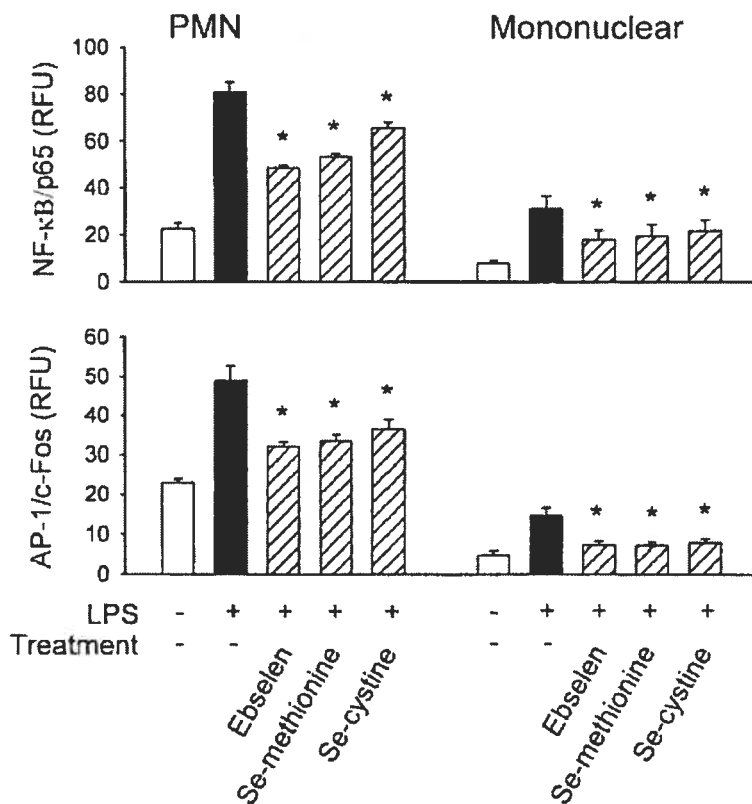 PMN Mononuclear
NF-κB/p65 (RFU)
100
80
60
40
20
0
* * * * * *
AP-1/c-Fos (RFU)
60
50
40
30
20
10
0
* * * * * *
LPS - + + + + - + + + +
Treatment - - - -
Ebselen
Se-methionine
Se-cystine
Ebselen
Se-methionine
Se-cystine